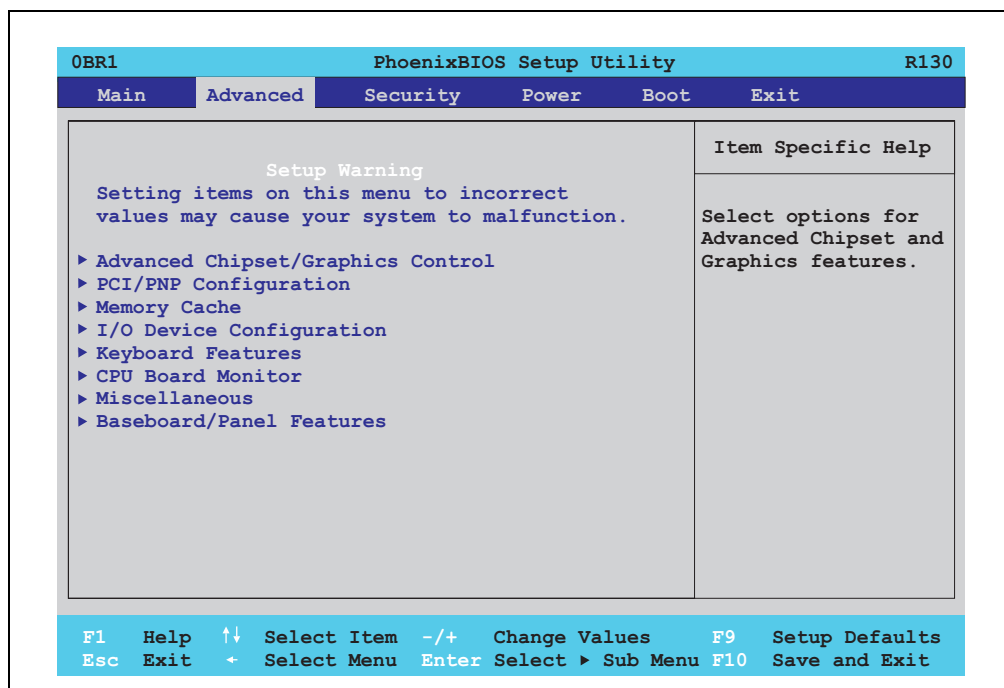 0BR1 PhoenixBIOS Setup Utility R130
Main Advanced Security Power Boot Exit
Setup Warning
Setting items on this menu to incorrect
values may cause your system to malfunction.
▶ Advanced Chipset/Graphics Control
▶ PCI/PNP Configuration
▶ Memory Cache
▶ I/O Device Configuration
▶ Keyboard Features
▶ CPU Board Monitor
▶ Miscellaneous
▶ Baseboard/Panel Features
Item Specific Help
Select options for
Advanced Chipset and
Graphics features.
F1 Help ↑↓ Select Item -/+ Change Values F9 Setup Defaults
Esc Exit ← Select Menu Enter Select ▶ Sub Menu F10 Save and Exit